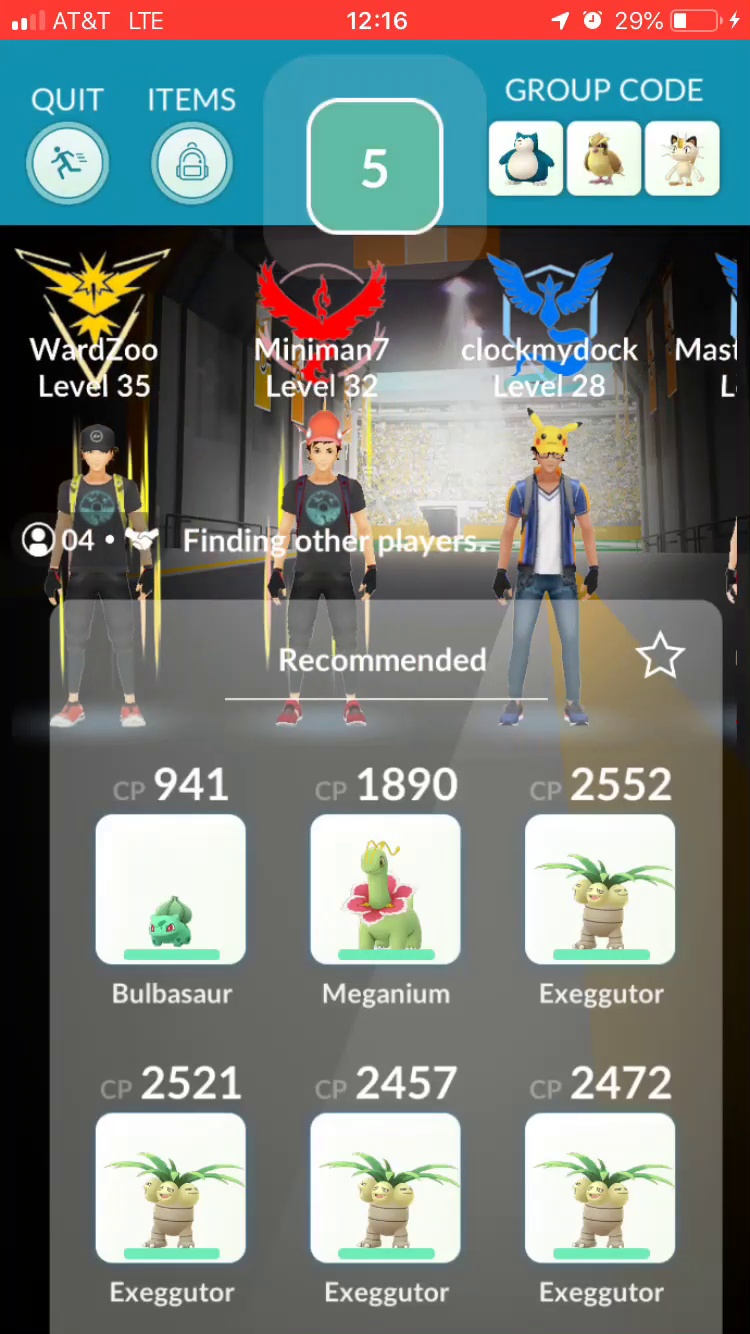 AT&T LTE 12:16 29%
QUIT ITEMS GROUP CODE
5
WardZoo Miniman7 clockmydock Mast
Level 35 Level 32 Level 28 L
04 • Finding other players.
Recommended
CP 941 CP 1890 CP 2552
Bulbasaur Meganium Exeggutor
CP 2521 CP 2457 CP 2472
Exeggutor Exeggutor Exeggutor